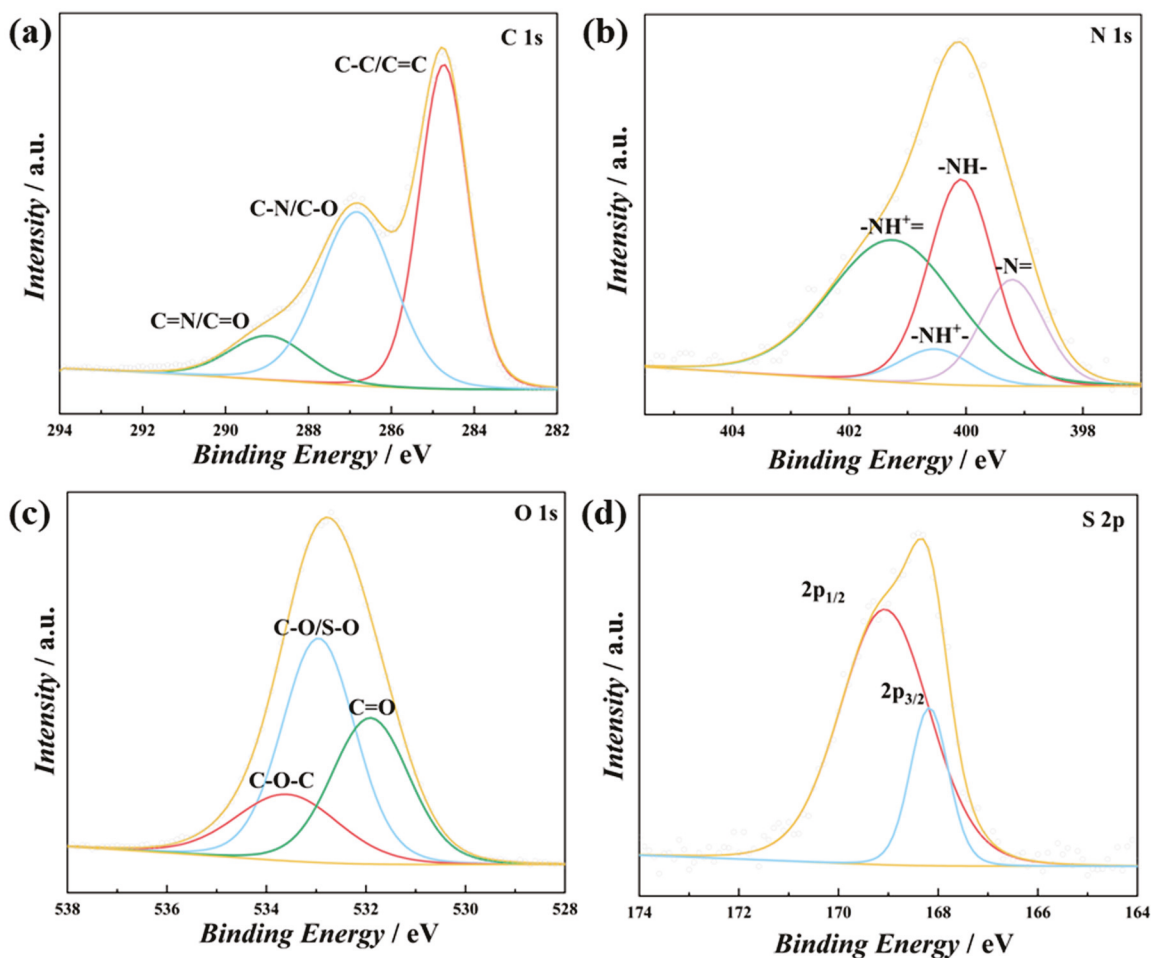 (a)
C 1s
C-C/C=C
C-N/C-O
C=N/C=O
Intensity / a.u.
294 292 290 288 286 284 282
Binding Energy / eV
(b)
N 1s
-NH-
-NH⁺=
-N=
-NH⁺-
Intensity / a.u.
404 402 400 398
Binding Energy / eV
(c)
O 1s
C-O/S-O
C=O
C-O-C
Intensity / a.u.
538 536 534 532 530 528
Binding Energy / eV
(d)
S 2p
2p₁/₂
2p₃/₂
Intensity / a.u.
174 172 170 168 166 164
Binding Energy / eV